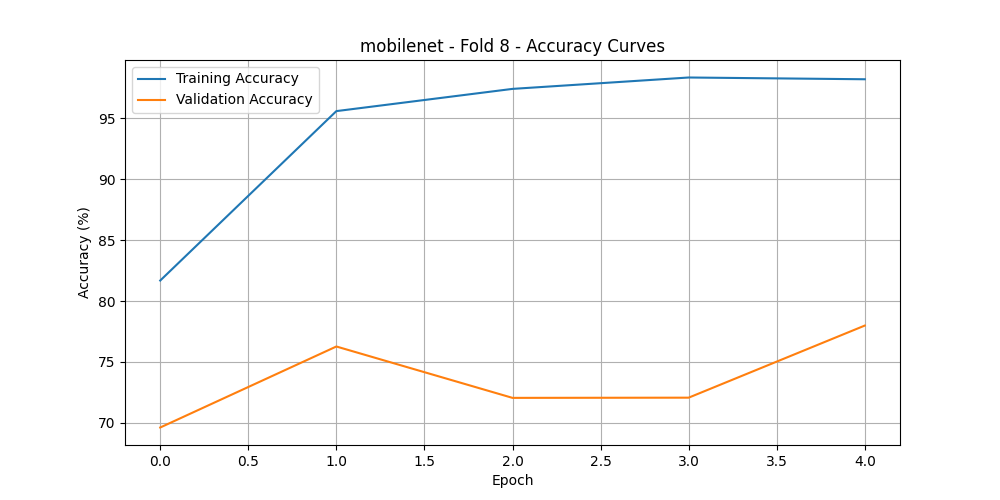 mobilenet - Fold 8 - Accuracy Curves
Training Accuracy
Validation Accuracy
Accuracy (%)
95
90
85
80
75
70
0.0 0.5 1.0 1.5 2.0 2.5 3.0 3.5 4.0
Epoch